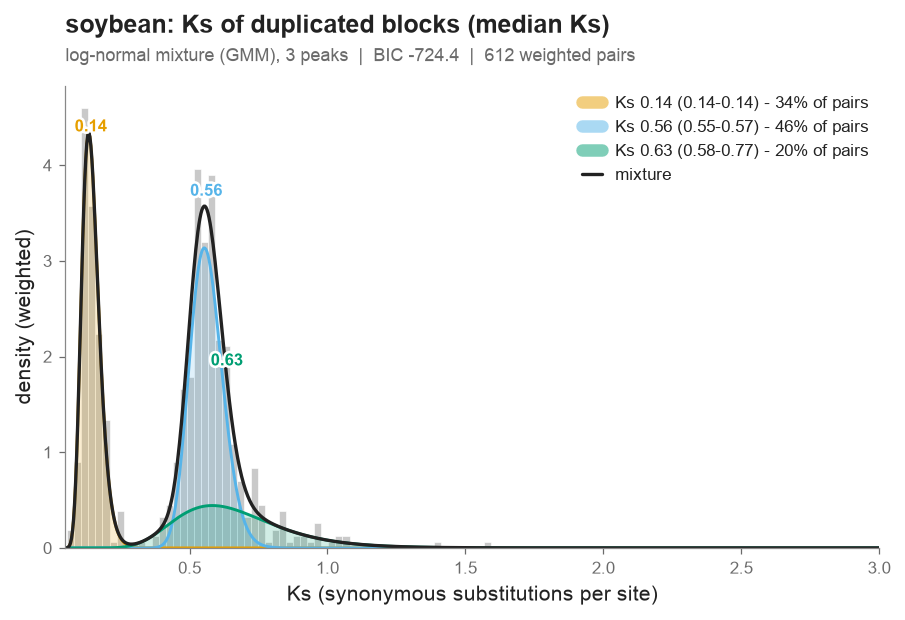 soybean: Ks of duplicated blocks (median Ks)
log-normal mixture (GMM), 3 peaks | BIC -724.4 | 612 weighted pairs
Ks 0.14 (0.14-0.14) - 34% of pairs
Ks 0.56 (0.55-0.57) - 46% of pairs
Ks 0.63 (0.58-0.77) - 20% of pairs
mixture
0.14
0.56
0.63
density (weighted)
4
3
2
1
0
0.5 1.0 1.5 2.0 2.5 3.0
Ks (synonymous substitutions per site)